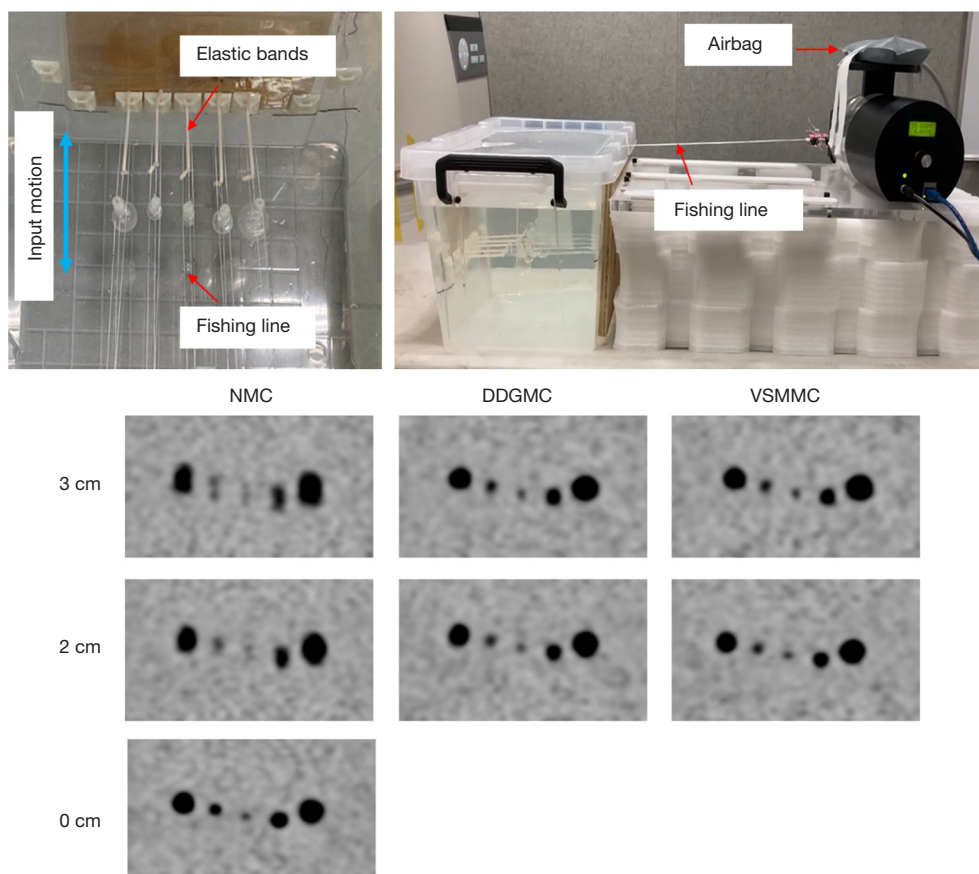 Elastic bands
Input motion
Fishing line
Airbag
Fishing line
NMC
DDGMC
VSMMC
3 cm
2 cm
0 cm